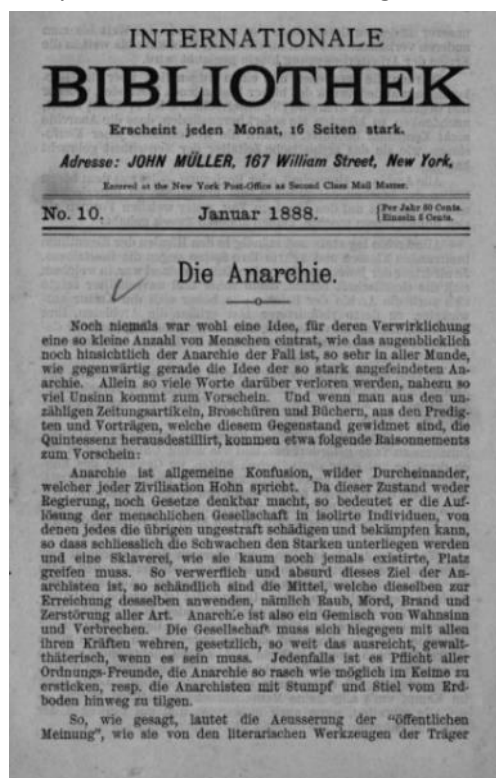 INTERNATIONALE
BIBLIOTHEK
Erscheint jeden Monat, 16 Seiten stark.
Adresse: JOHN MÜLLER, 167 William Street, New York,
Entered at the New York Post-Office as Second Class Mail Matter.
No. 10.
Januar 1888.
Per Jahr 50 Cents.
Einzeln 5 Cents.
Die Anarchie.
Noch niemals war wohl eine Idee, für deren Verwirklichung
eine so kleine Anzahl von Menschen eintrat, wie das augenblicklich
noch hinsichtlich der Anarchie der Fall ist, so sehr in aller Munde,
wie gegenwärtig gerade die Idee der so stark angefeindeten An-
archie. Allein so viele Worte darüber verloren werden, nahezu so
viel Unsinn kommt zum Vorschein. Und wenn man aus den un-
zähligen Zeitungsartikeln, Broschüren und Büchern, aus den Predig-
ten und Vorträgen, welche diesem Gegenstand gewidmet sind, die
Quintessenz herausdestillirt, kommen etwa folgende Raisonnements
zum Vorschein:
Anarchie ist allgemeine Konfusion, wilder Durcheinander,
welcher jeder Zivilisation Hohn spricht. Da dieser Zustand weder
Regierung, noch Gesetze denkbar macht, so bedeutet er die Auf-
lösung der menschlichen Gesellschaft in isolirte Individuen, von
denen jedes die übrigen ungestraft schädigen und bekämpfen kann,
so dass schliesslich die Schwachen den Starken unterliegen werden
und eine Sklaverei, wie sie kaum noch jemals existirte, Platz
greifen muss. So verwerflich und absurd dieses Ziel der An-
archisten ist, so schändlich sind die Mittel, welche dieselben zur
Erreichung desselben anwenden, nämlich Raub, Mord, Brand und
Zerstörung aller Art. Anarchie ist also ein Gemisch von Wahnsinn
und Verbrechen. Die Gesellschaft muss sich hiegegen mit allen
ihren Kräften wehren, gesetzlich, so weit das ausreicht, gewalt-
thäterisch, wenn es sein muss. Jedenfalls ist es Pflicht aller
Ordnungs-Freunde, die Anarchie so rasch wie möglich im Keime zu
ersticken, resp. die Anarchisten mit Stumpf und Stiel vom Erd-
boden hinweg zu tilgen.
So, wie gesagt, lautet die Aeusserung der "öffentlichen
Meinung", wie sie von den literarischen Werkzeugen der Träger